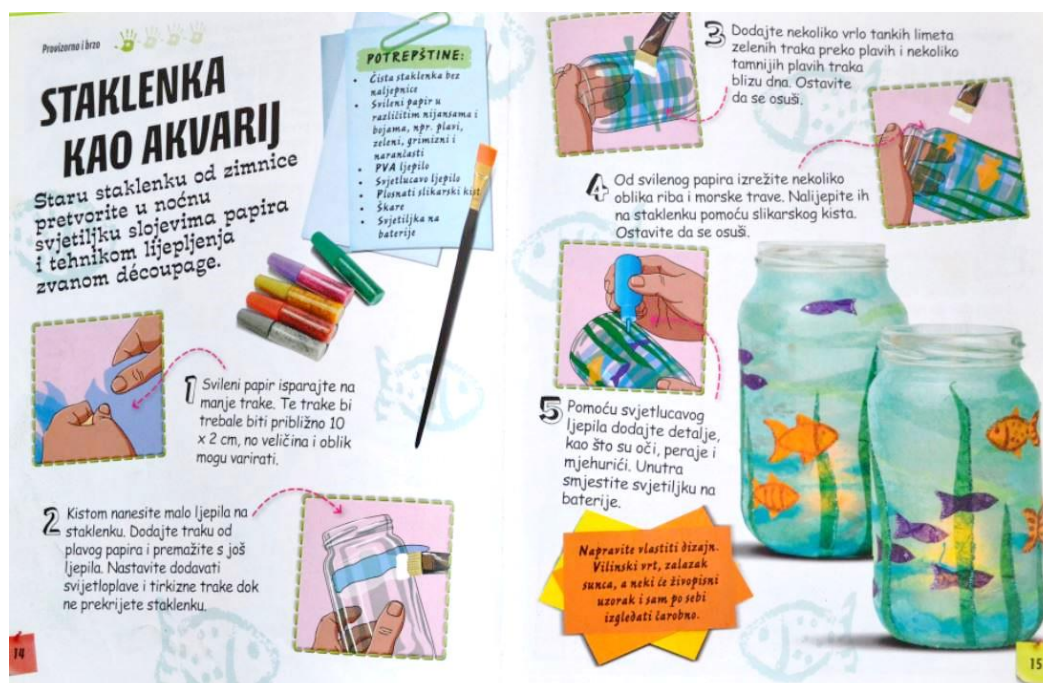 Provizorno i brzo
STAKLENKA
KAO AKVARIJ
Staru staklenku od zimnice
pretvorite u noćnu
svjetiljku slojevima papira
i tehnikom lijepljenja
zvanom découpage.
POTREPŠTINE:
• Čista staklenka bez
naljepnice
• Svileni papir u
različitim nijansama i
bojama, npr. plavi,
zeleni, grimizni i
narančasti
• PVA ljepilo
• Svjetlucavo ljepilo
• Plosnati slikarski kist
• Škare
• Svjetiljka na
baterije
1 Svileni papir isparajte na
manje trake. Te trake bi
trebale biti približno 10
x 2 cm, no veličina i oblik
mogu varirati.
2 Kistom nanesite malo ljepila na
staklenku. Dodajte traku od
plavog papira i premažite s još
ljepila. Nastavite dodavati
svijetloplave i tirkizne trake dok
ne prekrijete staklenku.
14
3 Dodajte nekoliko vrlo tankih limeta
zelenih traka preko plavih i nekoliko
tamnijih plavih traka
blizu dna. Ostavite
da se osuši.
4 Od svilenog papira izrežite nekoliko
oblika riba i morske trave. Nalijepite ih
na staklenku pomoću slikarskog kista.
Ostavite da se osuši.
5 Pomoću svjetlucavog
ljepila dodajte detalje,
kao što su oči, peraje i
mjehurići. Unutra
smjestite svjetiljku na
baterije.
Napravite vlastiti dizajn.
Vilinski vrt, zalazak
sunca, a neki će živopisni
uzorak i sam po sebi
izgledati čarobno.
15